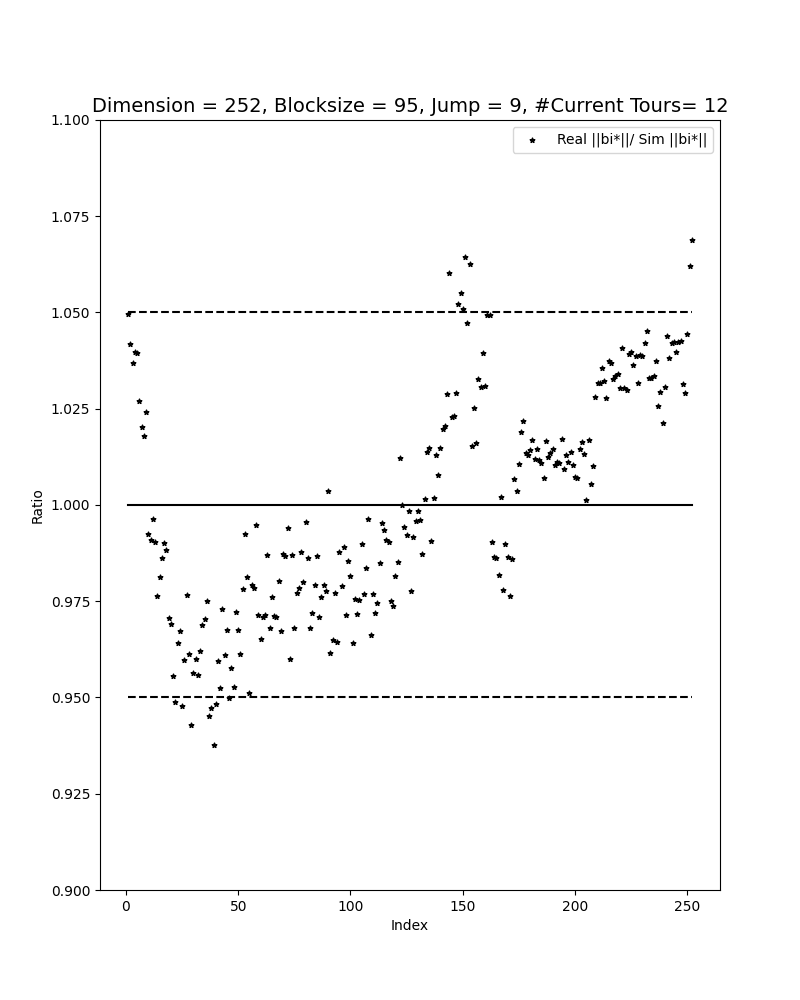 Dimension = 252, Blocksize = 95, Jump = 9, #Current Tours= 12
1.100
Real ||bi*||/ Sim ||bi*||
1.075
1.050
1.025
1.000
Ratio
0.975
0.950
0.925
0.900
0 50 100 150 200 250
Index